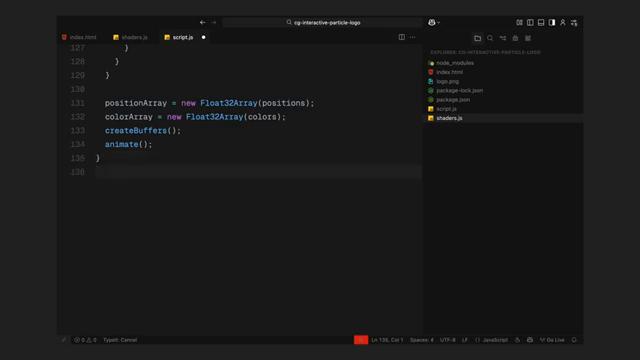 cg-interactive-particle-logo
index.html
shaders.js
script.js
EXPLORER: CG-INTERACTIVE-PARTICLE-LOGO
node_modules
index.html
logo.png
package-lock.json
package.json
script.js
shaders.js
127 }
128 }
129 }
130
131 positionArray = new Float32Array(positions);
132 colorArray = new Float32Array(colors);
133 createBuffers();
134 animate();
135 }
136
0 0 Typeit: Cancel Ln 136, Col 1 Spaces: 4 UTF-8 LF {} JavaScript Go Live